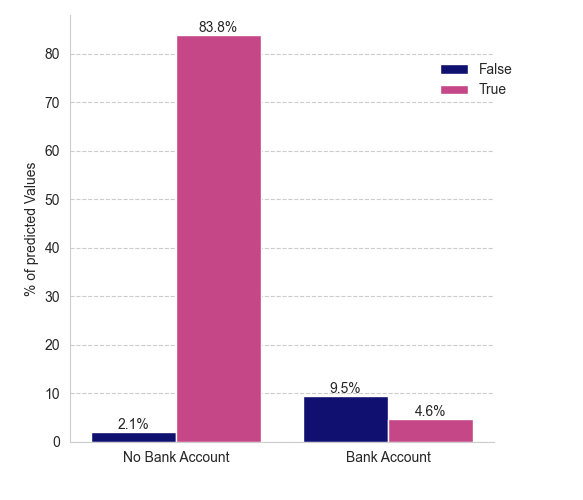 83.8%
80
False
True
70
60
50
% of predicted Values
40
30
20
10
9.5%
4.6%
2.1%
0
No Bank Account
Bank Account